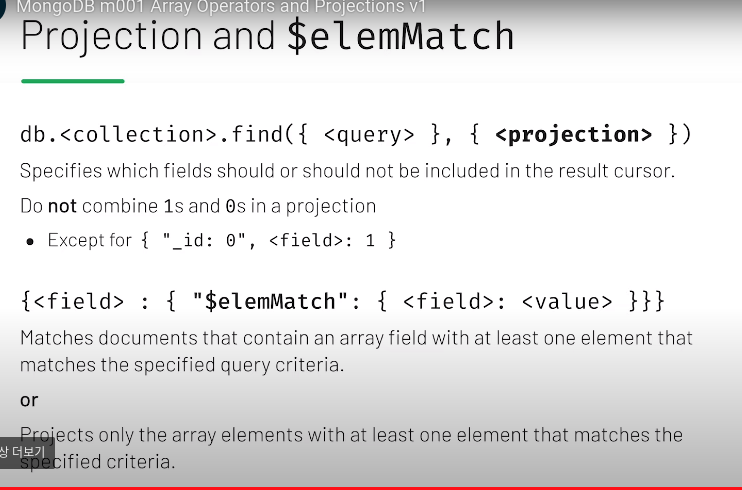 MongoDB m001 Array Operators and Projections v1
Projection and $elemMatch
db.<collection>.find({ <query> }, { <projection> })
Specifies which fields should or should not be included in the result cursor.
Do not combine 1s and 0s in a projection
• Except for { "_id: 0", <field>: 1 }
{<field> : { "$elemMatch": { <field>: <value> }}}
Matches documents that contain an array field with at least one element that
matches the specified query criteria.
or
Projects only the array elements with at least one element that matches the
상 더보기
specified criteria.